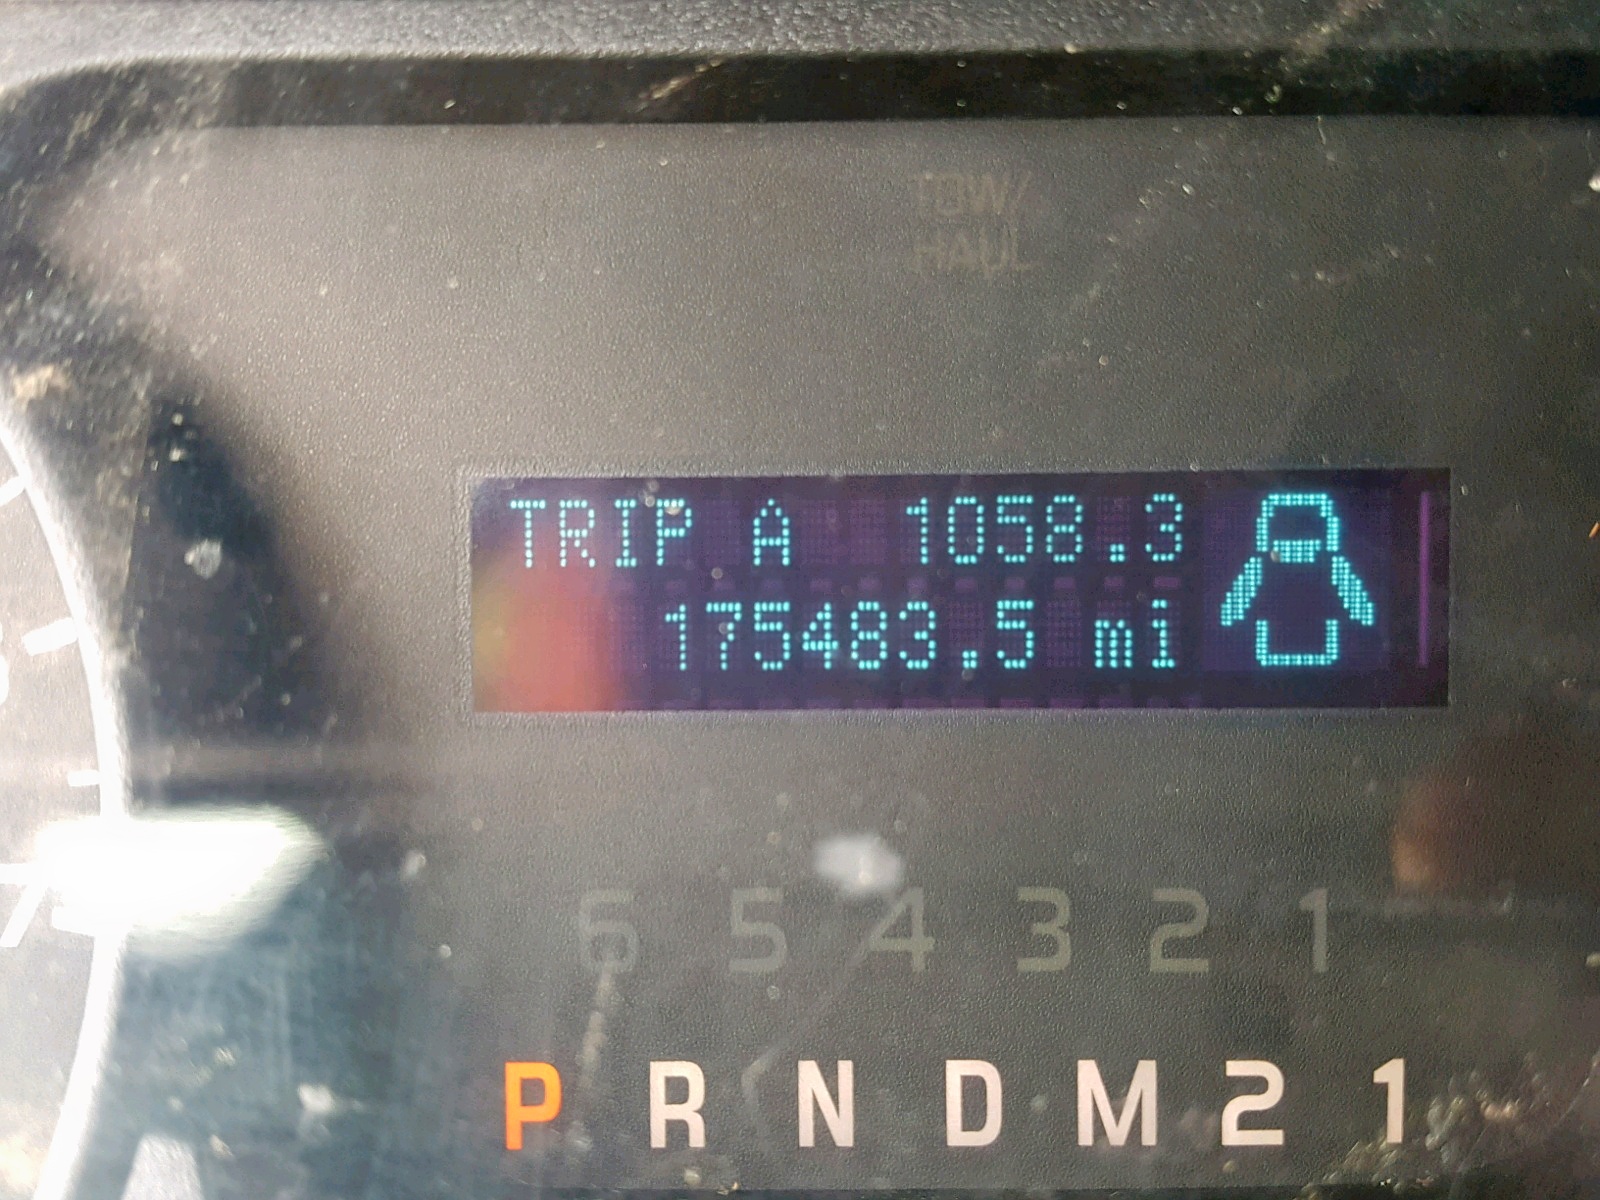 TOW/
HAUL
TRIP A 1058.3
175483.5 mi
6 5 4 3 2 1
P R N D M 2 1